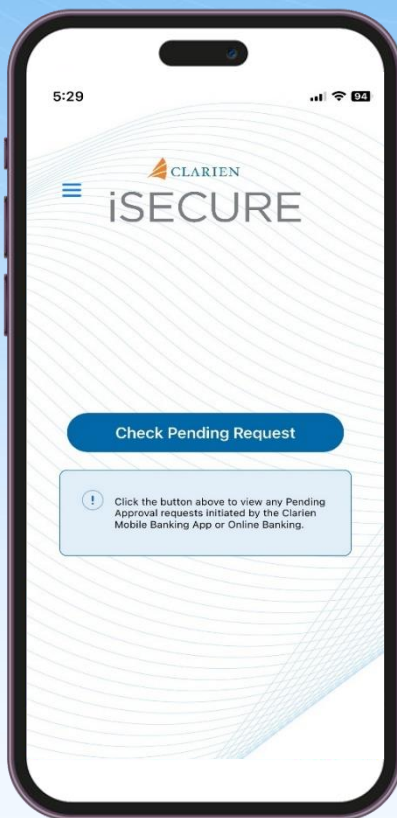 5:29
94
CLARIEN
iSECURE
Check Pending Request
! Click the button above to view any Pending
Approval requests initiated by the Clarien
Mobile Banking App or Online Banking.